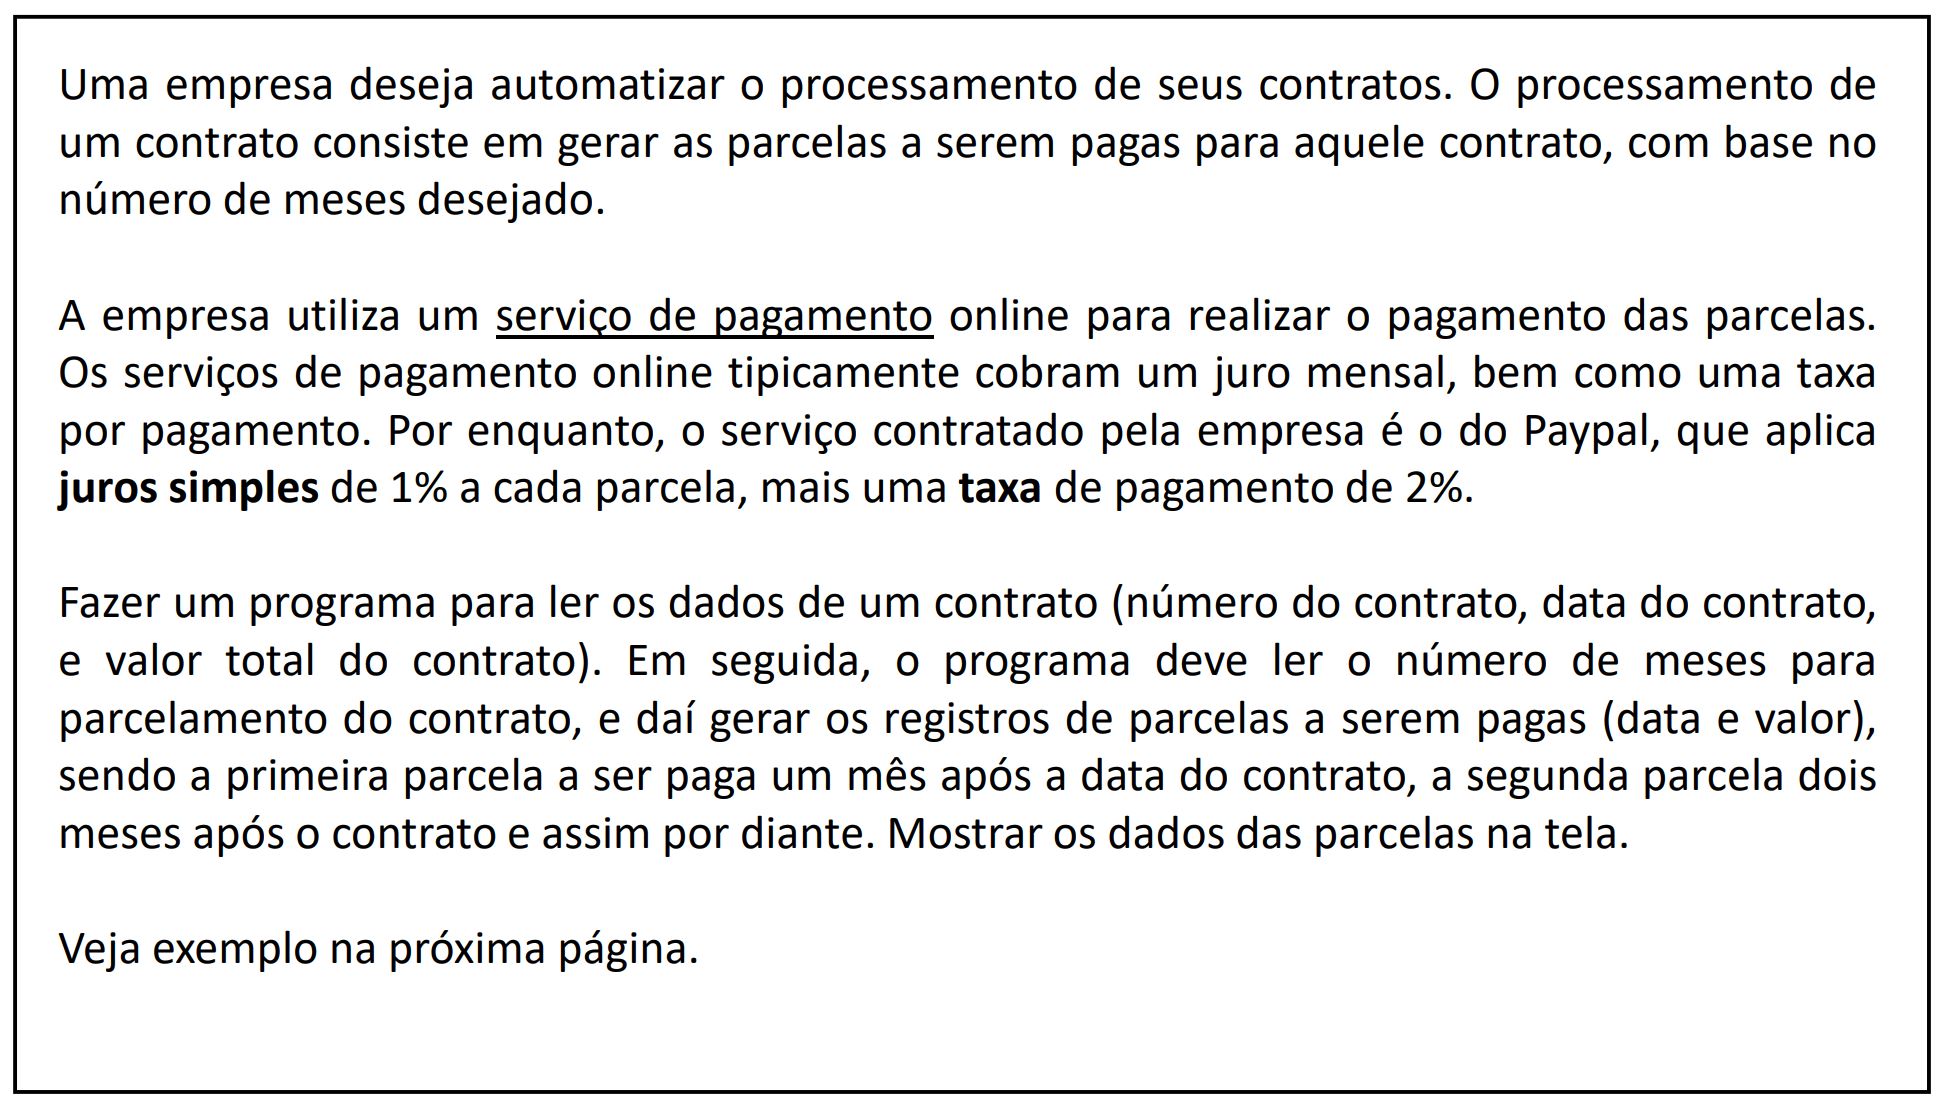 Uma empresa deseja automatizar o processamento de seus contratos. O processamento de
um contrato consiste em gerar as parcelas a serem pagas para aquele contrato, com base no
número de meses desejado.
A empresa utiliza um serviço de pagamento online para realizar o pagamento das parcelas.
Os serviços de pagamento online tipicamente cobram um juro mensal, bem como uma taxa
por pagamento. Por enquanto, o serviço contratado pela empresa é o do Paypal, que aplica
juros simples de 1% a cada parcela, mais uma taxa de pagamento de 2%.
Fazer um programa para ler os dados de um contrato (número do contrato, data do contrato,
e valor total do contrato). Em seguida, o programa deve ler o número de meses para
parcelamento do contrato, e daí gerar os registros de parcelas a serem pagas (data e valor),
sendo a primeira parcela a ser paga um mês após a data do contrato, a segunda parcela dois
meses após o contrato e assim por diante. Mostrar os dados das parcelas na tela.
Veja exemplo na próxima página.